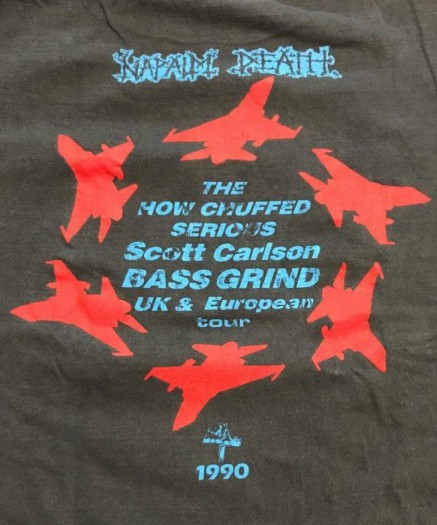 NAPALM DEATH
THE
HOW CHUFFED
SERIOUS
Scott Carlson
BASS GRIND
UK & European
tour
1990